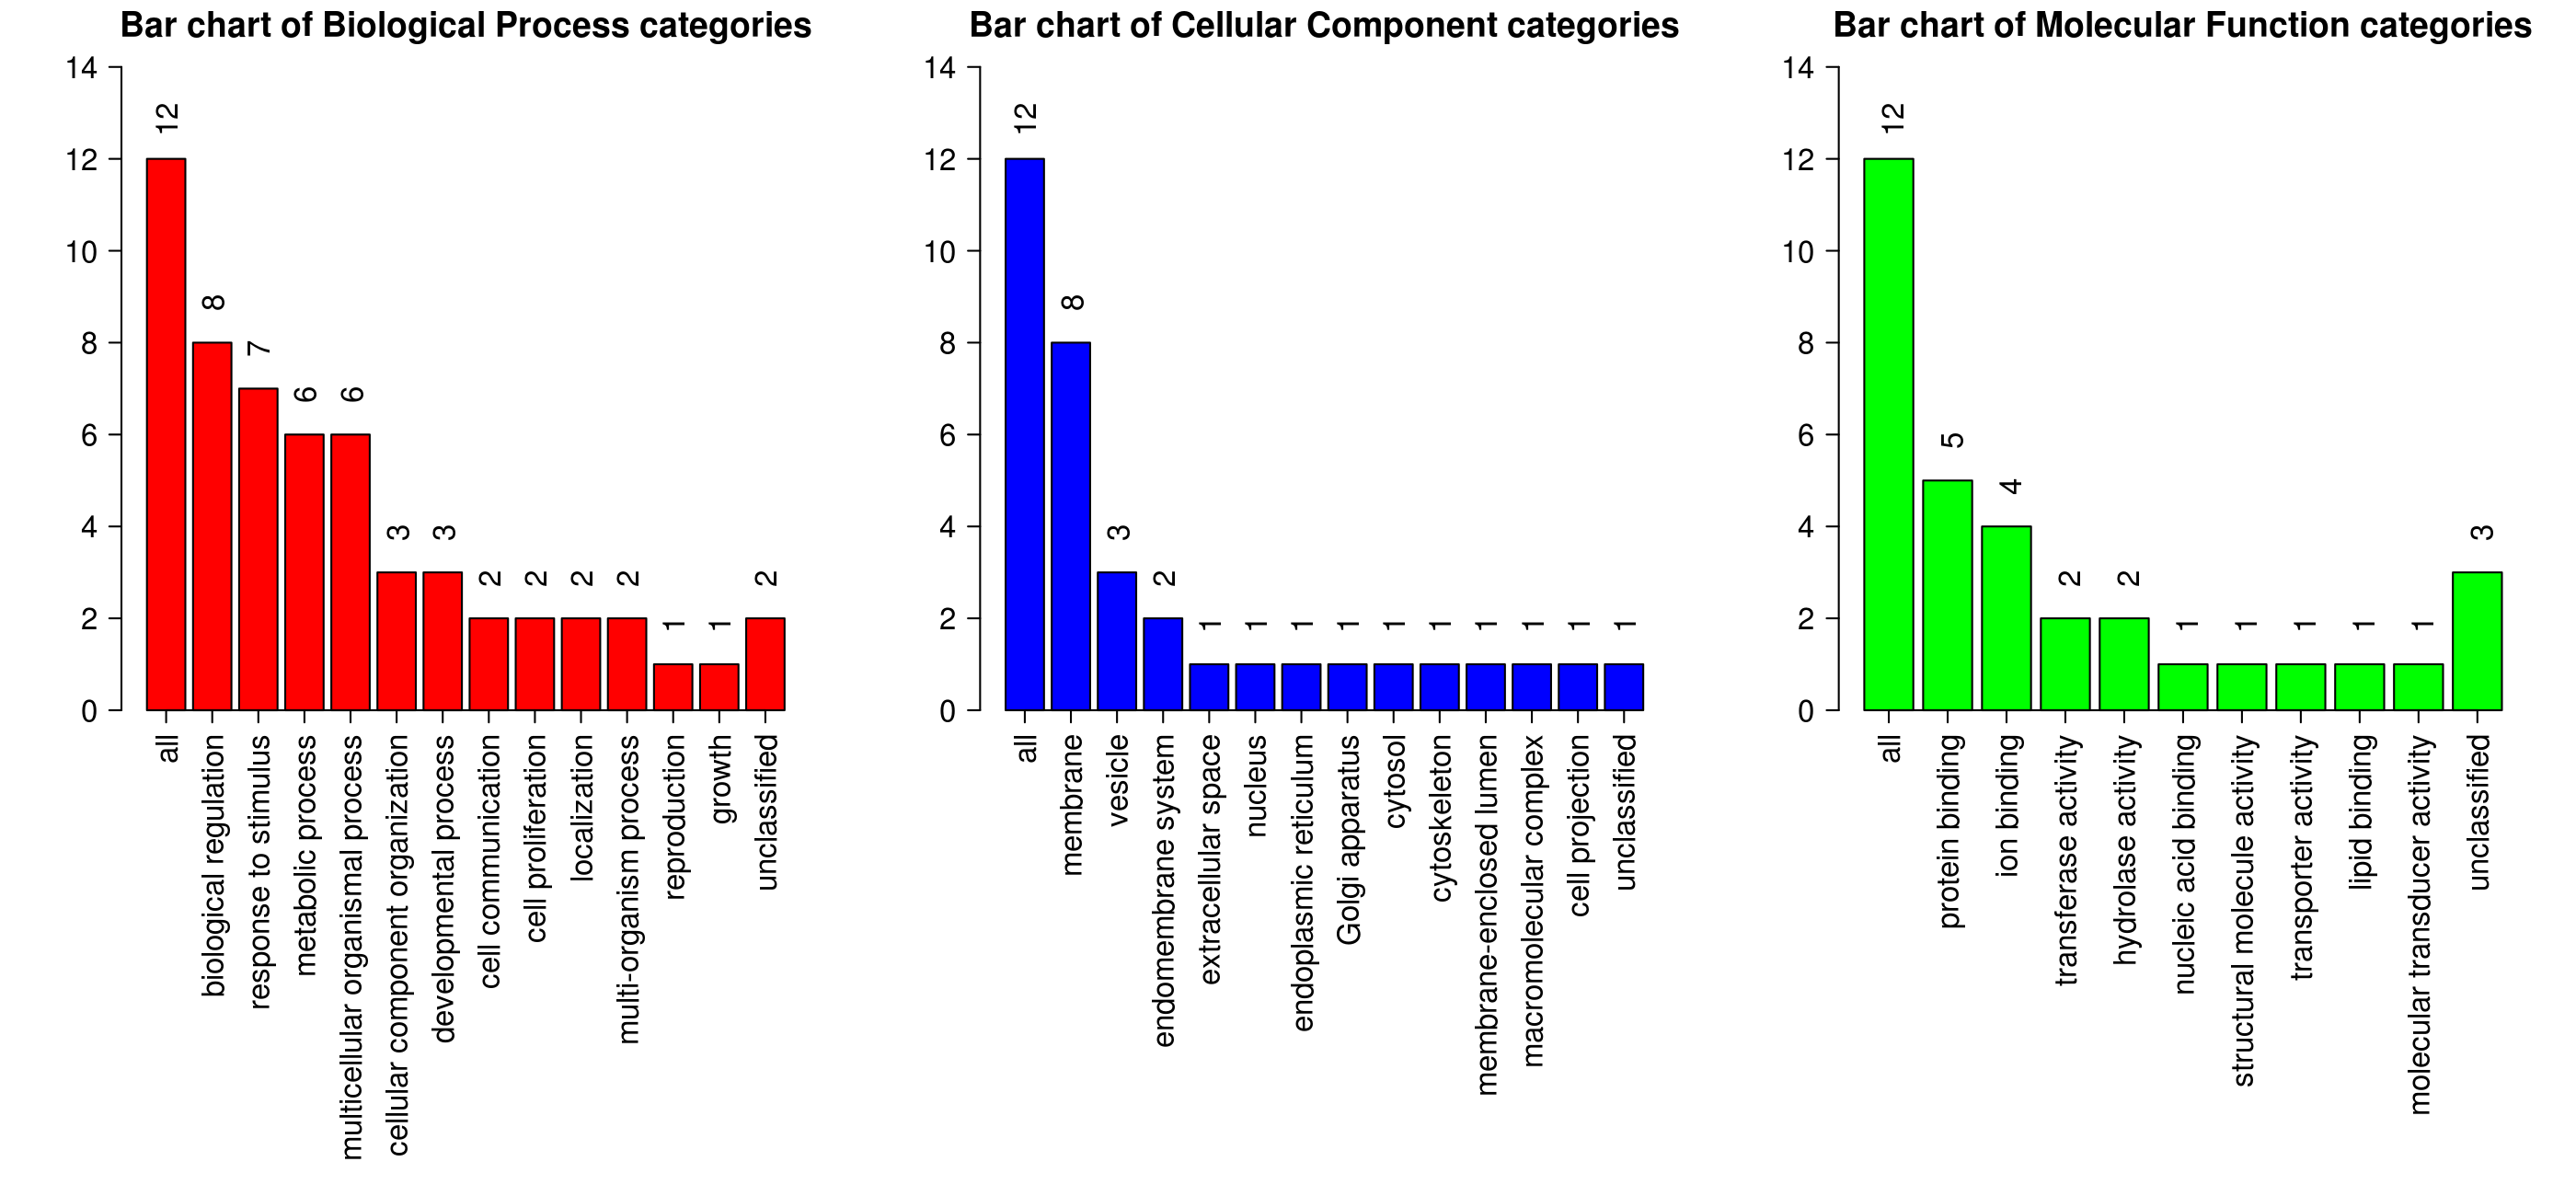 Bar chart of Biological Process categories
14
12
10
8
6
4
2
0
12
8
7
6
6
3
3
2
2
2
2
1
1
2
all
biological regulation
response to stimulus
metabolic process
multicellular organismal process
cellular component organization
developmental process
cell communication
cell proliferation
localization
multi-organism process
reproduction
growth
unclassified
Bar chart of Cellular Component categories
14
12
10
8
6
4
2
0
12
8
3
2
1
1
1
1
1
1
1
1
1
1
all
membrane
vesicle
endomembrane system
extracellular space
nucleus
endoplasmic reticulum
Golgi apparatus
cytosol
cytoskeleton
membrane-enclosed lumen
macromolecular complex
cell projection
unclassified
Bar chart of Molecular Function categories
14
12
10
8
6
4
2
0
12
5
4
2
2
1
1
1
1
1
3
all
protein binding
ion binding
transferase activity
hydrolase activity
nucleic acid binding
structural molecule activity
transporter activity
lipid binding
molecular transducer activity
unclassified